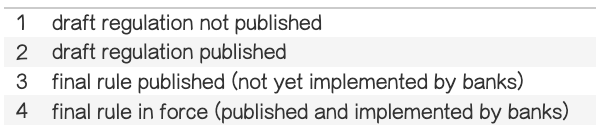 1 draft regulation not published
2 draft regulation published
3 final rule published (not yet implemented by banks)
4 final rule in force (published and implemented by banks)